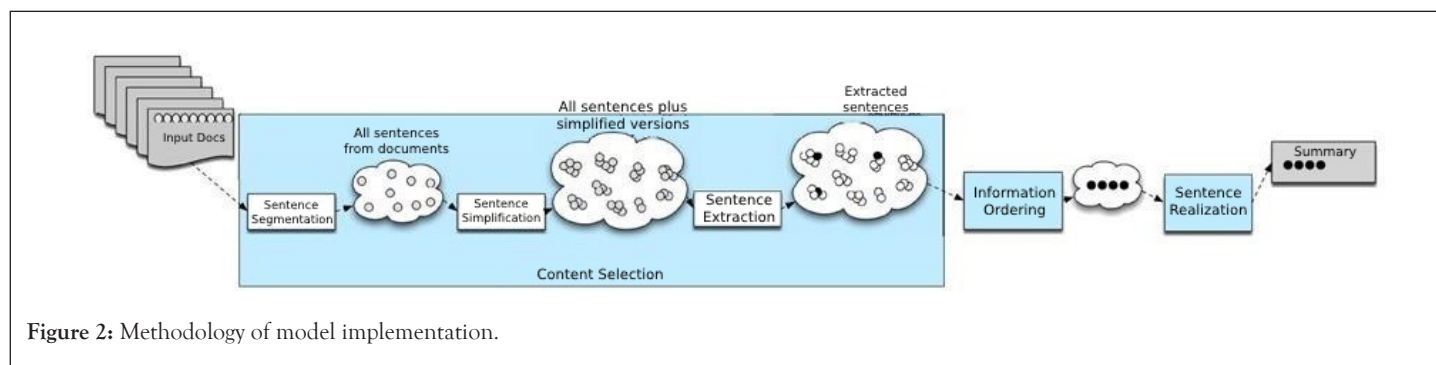 Input Docs
All sentences
from documents
All sentences plus
simplified versions
Extracted
sentences
Sentence
Segmentation
Sentence
Simplification
Sentence
Extraction
Information
Ordering
Sentence
Realization
Summary
Content Selection
Figure 2: Methodology of model implementation.